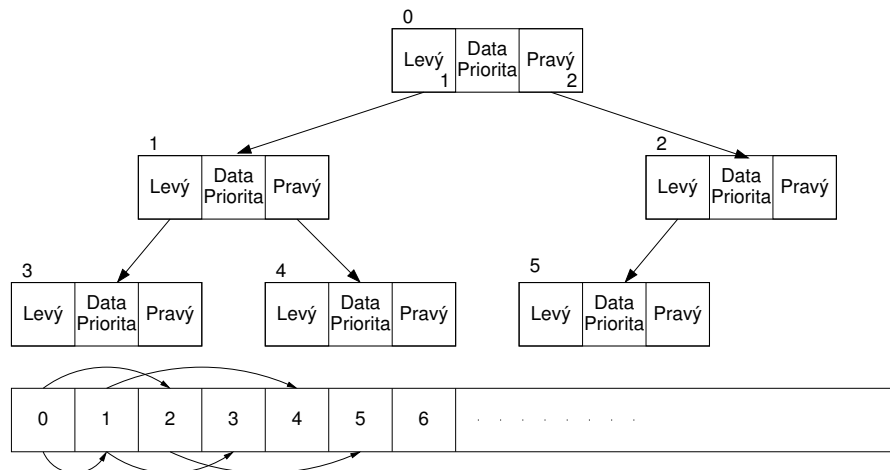 0
Levý Data Pravý
Priorita
1 2
1
Levý Data Pravý
Priorita
2
Levý Data Pravý
Priorita
3
Levý Data Pravý
Priorita
4
Levý Data Pravý
Priorita
5
Levý Data Pravý
Priorita
0 1 2 3 4 5 6 . . . . . . . .